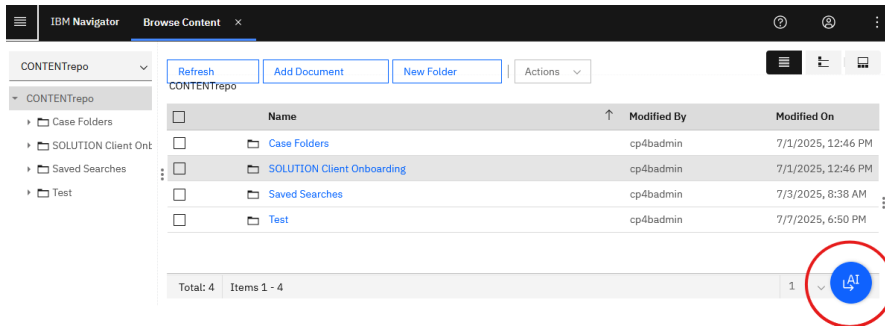 IBM Navigator Browse Content ×
CONTENTrepo
Refresh Add Document New Folder Actions
CONTENTrepo
CONTENTrepo
Case Folders
SOLUTION Client Onb
Saved Searches
Test
Name Modified By Modified On
Case Folders cp4badmin 7/1/2025, 12:46 PM
SOLUTION Client Onboarding cp4badmin 7/1/2025, 12:46 PM
Saved Searches cp4badmin 7/3/2025, 8:38 AM
Test cp4badmin 7/7/2025, 6:50 PM
Total: 4 Items 1 - 4 1
AI